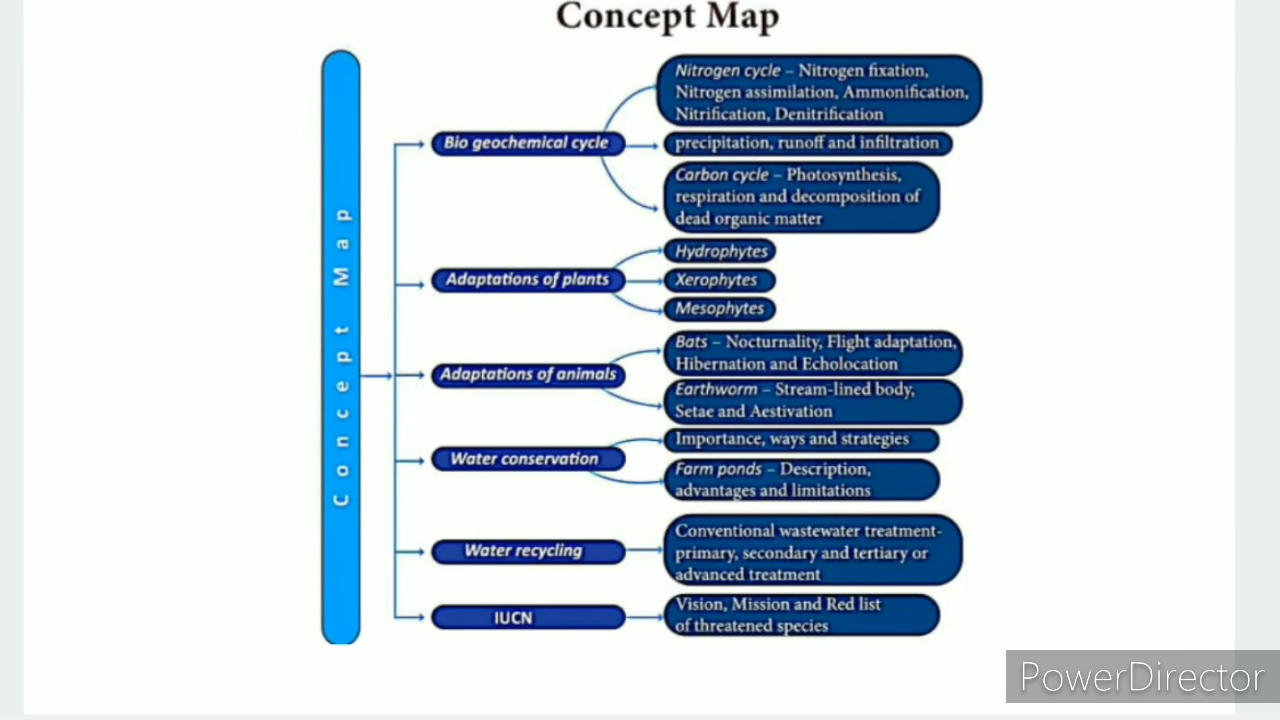 Concept Map
Concept Map
Bio geochemical cycle
Nitrogen cycle – Nitrogen fixation,
Nitrogen assimilation, Ammonification,
Nitrification, Denitrification
precipitation, runoff and infiltration
Carbon cycle – Photosynthesis,
respiration and decomposition of
dead organic matter
Adaptations of plants
Hydrophytes
Xerophytes
Mesophytes
Adaptations of animals
Bats – Nocturnality, Flight adaptation,
Hibernation and Echolocation
Earthworm – Stream-lined body,
Setae and Aestivation
Water conservation
Importance, ways and strategies
Farm ponds – Description,
advantages and limitations
Water recycling
Conventional wastewater treatment-
primary, secondary and tertiary or
advanced treatment
IUCN
Vision, Mission and Red list
of threatened species
PowerDirector